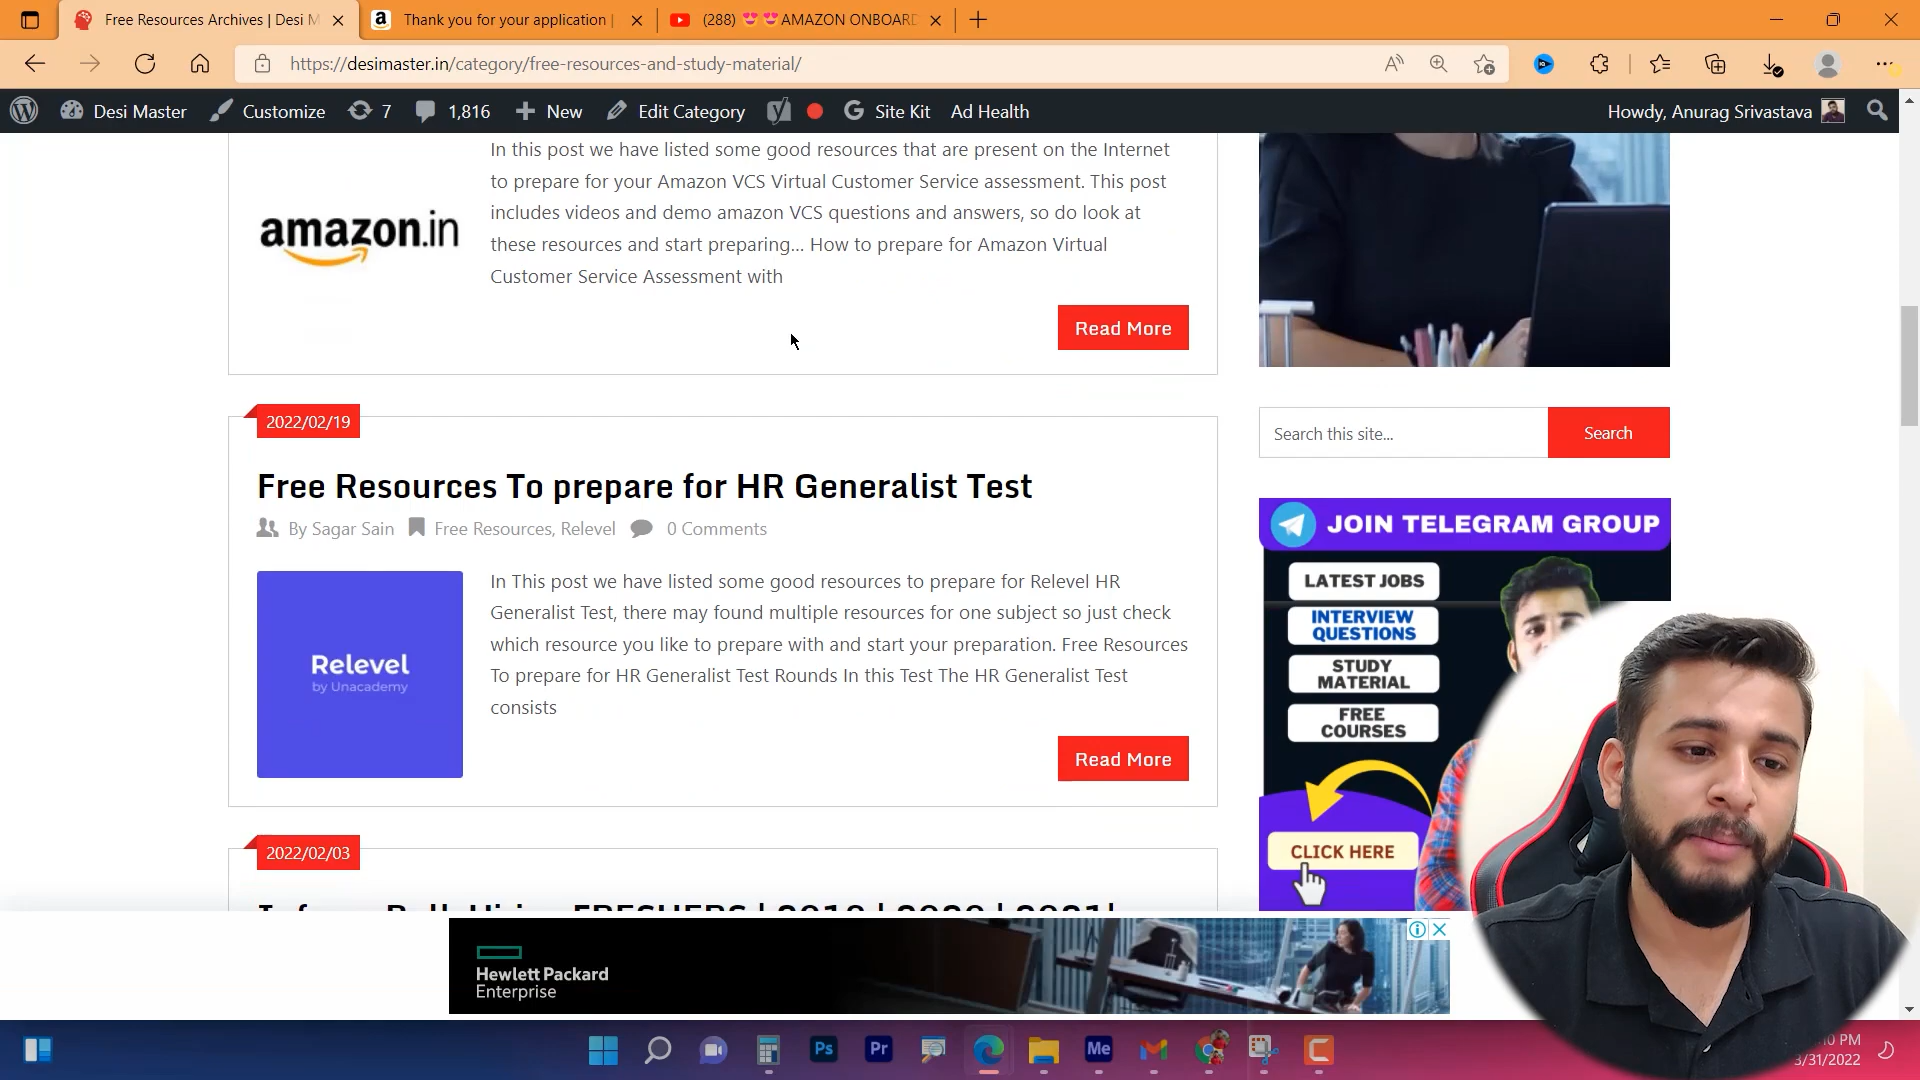 Free Resources Archives | Desi M
Thank you for your application |
(288) 😍😍AMAZON ONBOARD
https://desimaster.in/category/free-resources-and-study-material/
Desi Master
Customize
7
1,816
New
Edit Category
Site Kit
Ad Health
Howdy, Anurag Srivastava
In this post we have listed some good resources that are present on the Internet
to prepare for your Amazon VCS Virtual Customer Service assessment. This post
includes videos and demo amazon VCS questions and answers, so do look at
these resources and start preparing... How to prepare for Amazon Virtual
Customer Service Assessment with
amazon.in
Read More
2022/02/19
Free Resources To prepare for HR Generalist Test
By Sagar Sain
Free Resources, Relevel
0 Comments
Relevel
by Unacademy
In This post we have listed some good resources to prepare for Relevel HR
Generalist Test, there may found multiple resources for one subject so just check
which resource you like to prepare with and start your preparation. Free Resources
To prepare for HR Generalist Test Rounds In this Test The HR Generalist Test
consists
Read More
2022/02/03
Search this site...
Search
JOIN TELEGRAM GROUP
LATEST JOBS
INTERVIEW
QUESTIONS
STUDY
MATERIAL
FREE
COURSES
CLICK HERE
Hewlett Packard
Enterprise
Ps
Pr
Me
PM
3/31/2022